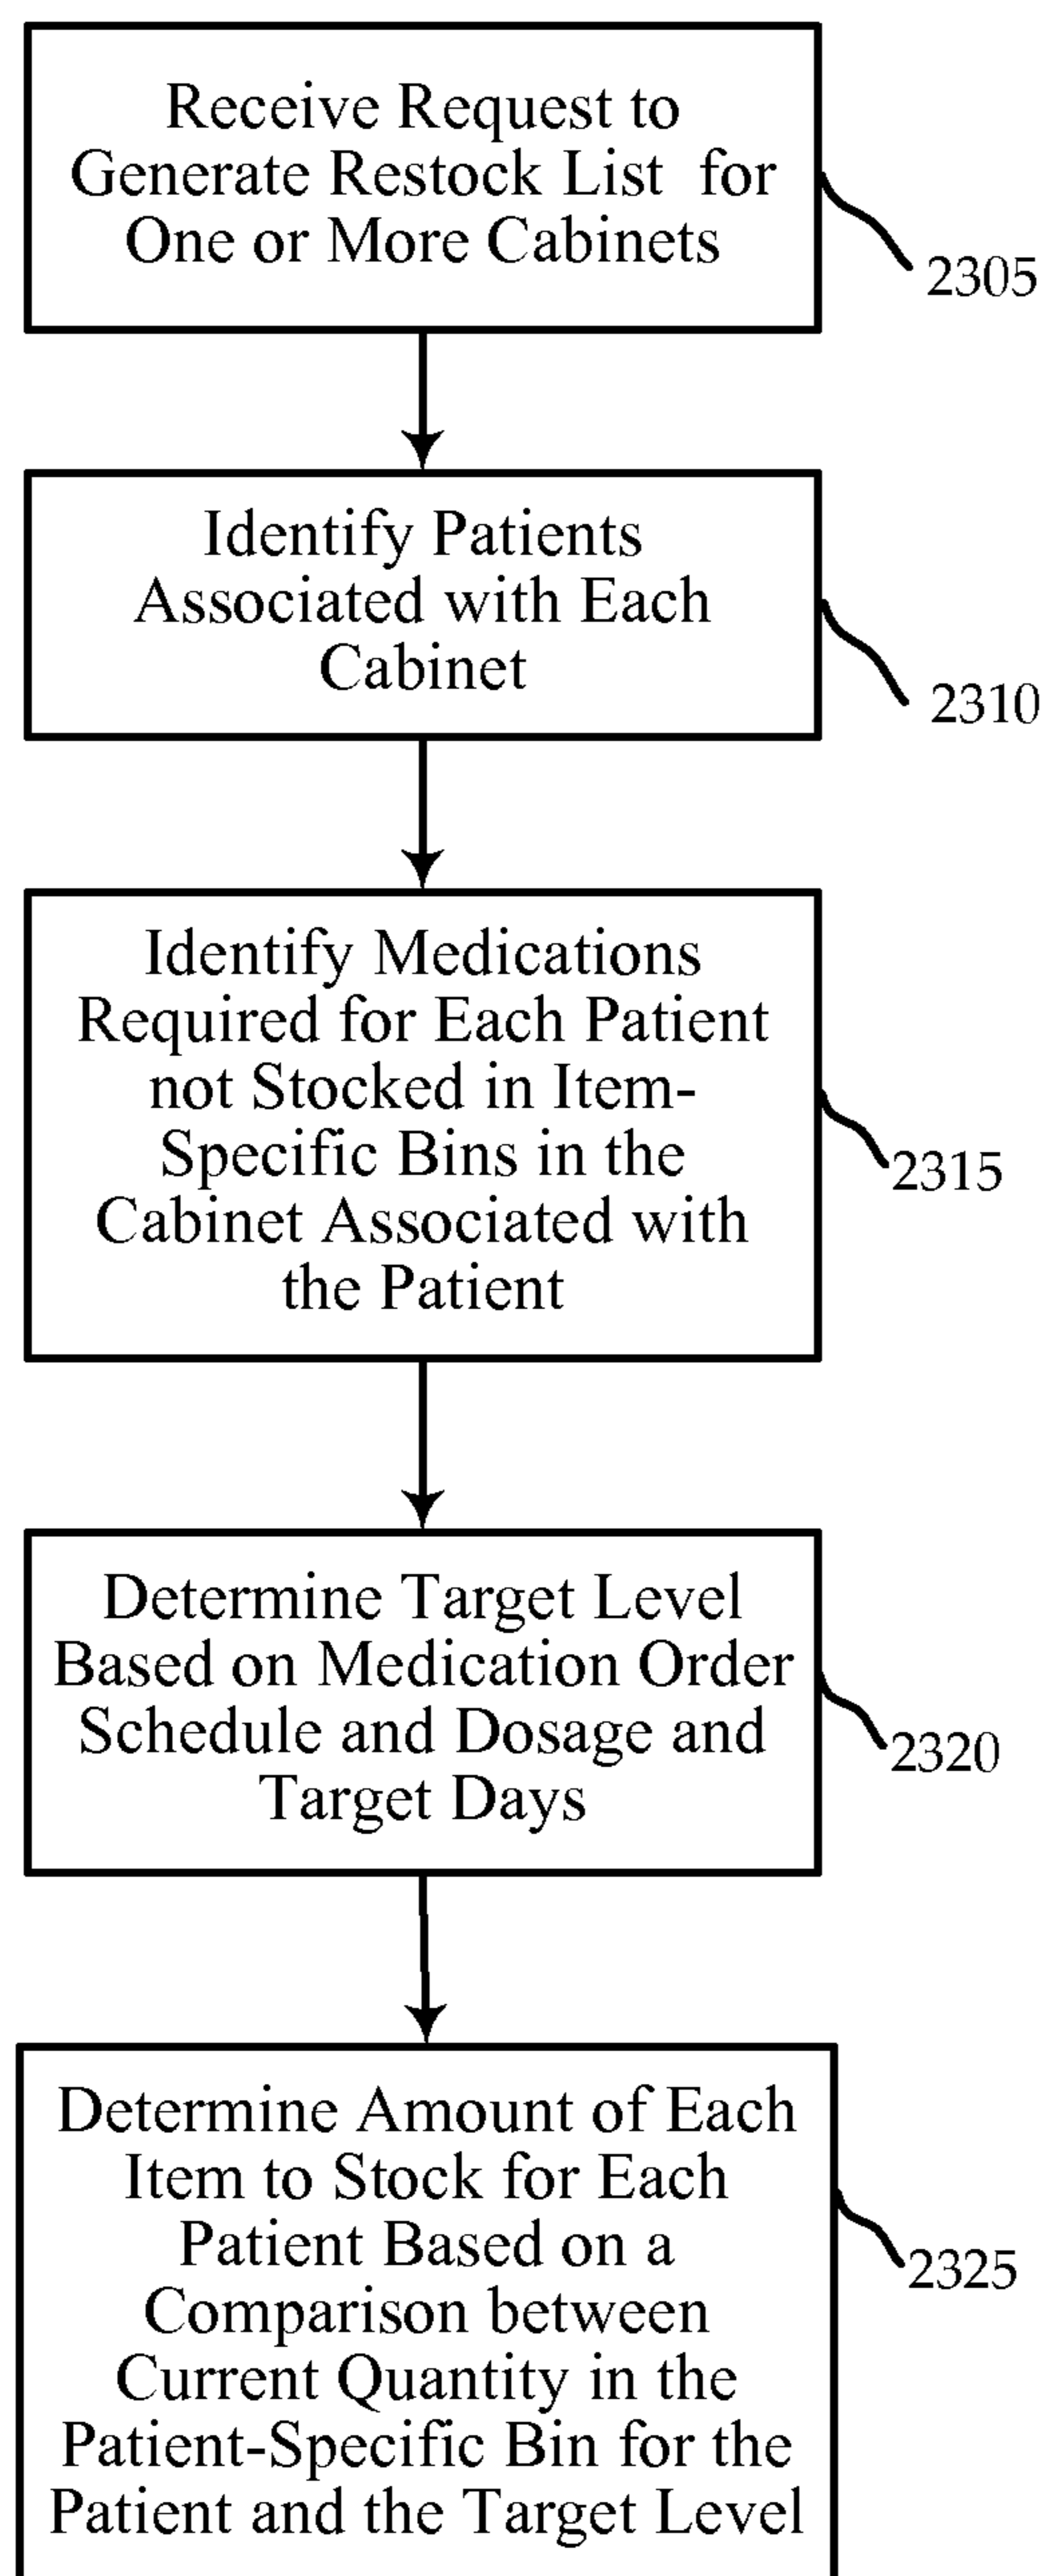 Receive Request to
Generate Restock List for
One or More Cabinets
2305
Identify Patients
Associated with Each
Cabinet
2310
Identify Medications
Required for Each Patient
not Stocked in Item-
Specific Bins in the
Cabinet Associated with
the Patient
2315
Determine Target Level
Based on Medication Order
Schedule and Dosage and
Target Days
2320
Determine Amount of Each
Item to Stock for Each
Patient Based on a
Comparison between
Current Quantity in the
Patient-Specific Bin for the
Patient and the Target Level
2325